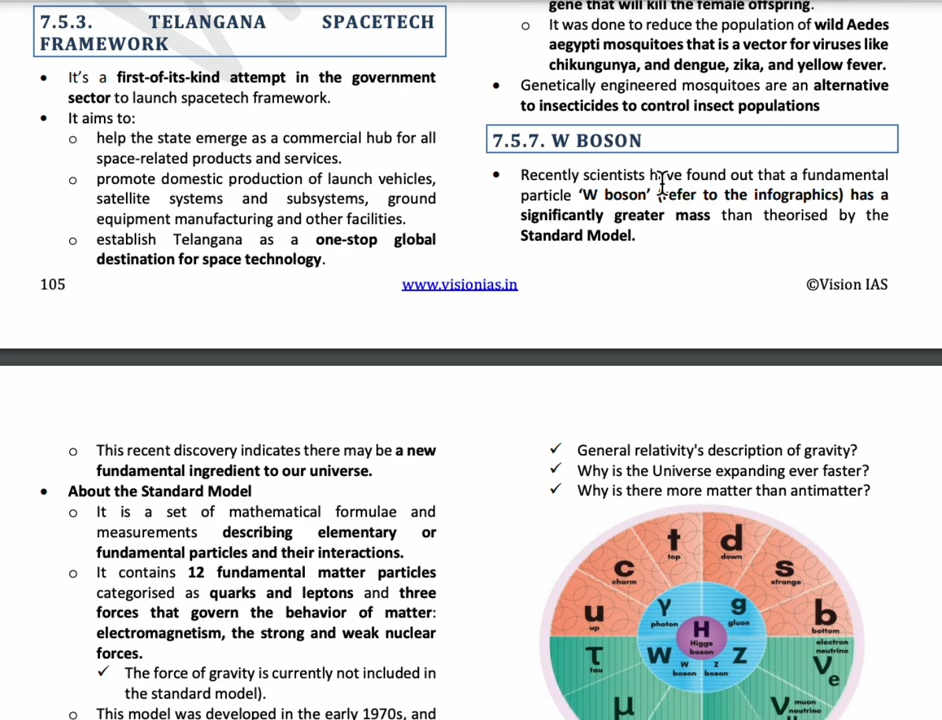 7.5.3. TELANGANA SPACETECH
FRAMEWORK
• It's a first-of-its-kind attempt in the government
sector to launch spacetech framework.
• It aims to:
o help the state emerge as a commercial hub for all
space-related products and services.
o promote domestic production of launch vehicles,
satellite systems and subsystems, ground
equipment manufacturing and other facilities.
o establish Telangana as a one-stop global
destination for space technology.
gene that will kill the female offspring.
o It was done to reduce the population of wild Aedes
aegypti mosquitoes that is a vector for viruses like
chikungunya, and dengue, zika, and yellow fever.
• Genetically engineered mosquitoes are an alternative
to insecticides to control insect populations
7.5.7. W BOSON
• Recently scientists have found out that a fundamental
particle ‘W boson’ (refer to the infographics) has a
significantly greater mass than theorised by the
Standard Model.
105 www.visionias.in ©Vision IAS
o This recent discovery indicates there may be a new
fundamental ingredient to our universe.
• About the Standard Model
o It is a set of mathematical formulae and
measurements describing elementary or
fundamental particles and their interactions.
o It contains 12 fundamental matter particles
categorised as quarks and leptons and three
forces that govern the behavior of matter:
electromagnetism, the strong and weak nuclear
forces.
✓ The force of gravity is currently not included in
the standard model).
o This model was developed in the early 1970s, and
✓ General relativity's description of gravity?
✓ Why is the Universe expanding ever faster?
✓ Why is there more matter than antimatter?
t
top
d
down
c
charm
s
strange
u
up
b
bottom
γ
photon
g
gluon
H
Higgs
boson
W
W
boson
Z
Z
boson
τ
tau
electron
neutrino
Ve
μ
V muon
neutrino